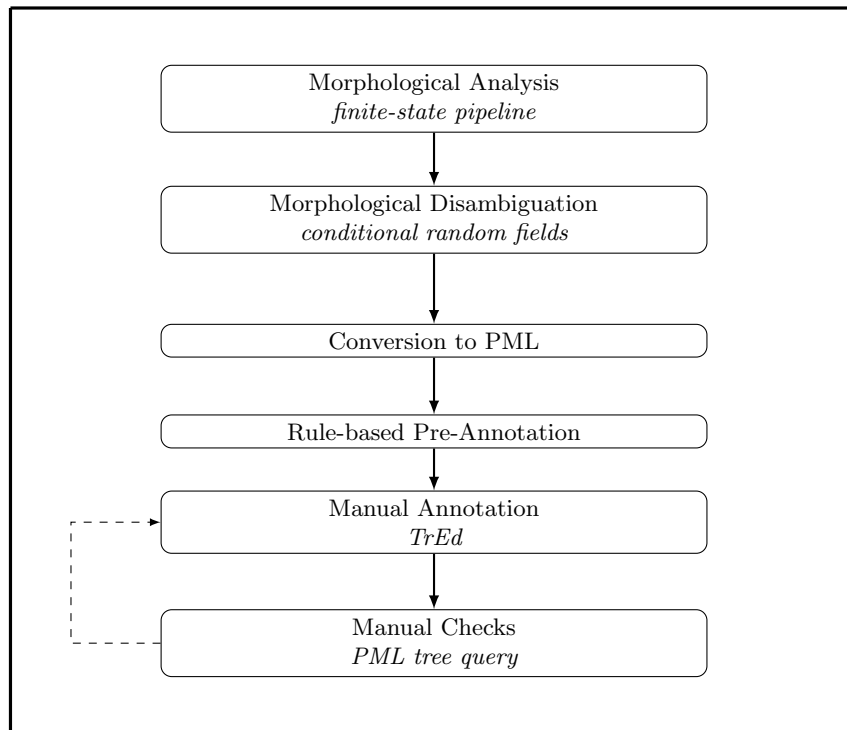 Morphological Analysis
finite-state pipeline
Morphological Disambiguation
conditional random fields
Conversion to PML
Rule-based Pre-Annotation
Manual Annotation
TrEd
Manual Checks
PML tree query